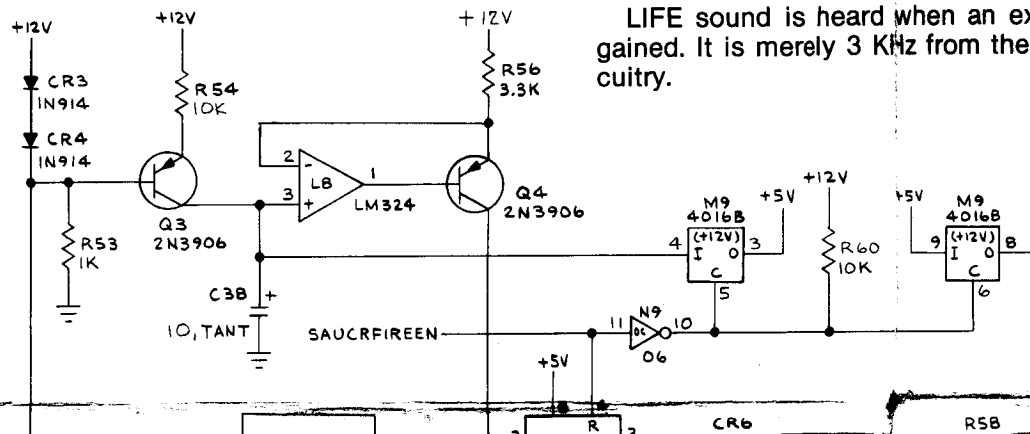 LIFE sound is heard when an ex
gained. It is merely 3 KHz from the
cuitry.
+12V
+12V
+12V
CR3
1N914
R54
10K
R56
3.3K
CR4
1N914
2
-
L8
1
3
+
LM324
Q3
2N3906
Q4
2N3906
R53
1K
C38
+
10, TANT
M9
4016B
+5V
(+12V)
4
I
O
3
C
5
+12V
R60
10K
+5V
M9
4016B
(+12V)
9
I
O
8
C
6
SAUCRFIREEN
11
N9
OC
10
06
+5V
R
3
CR6
R58